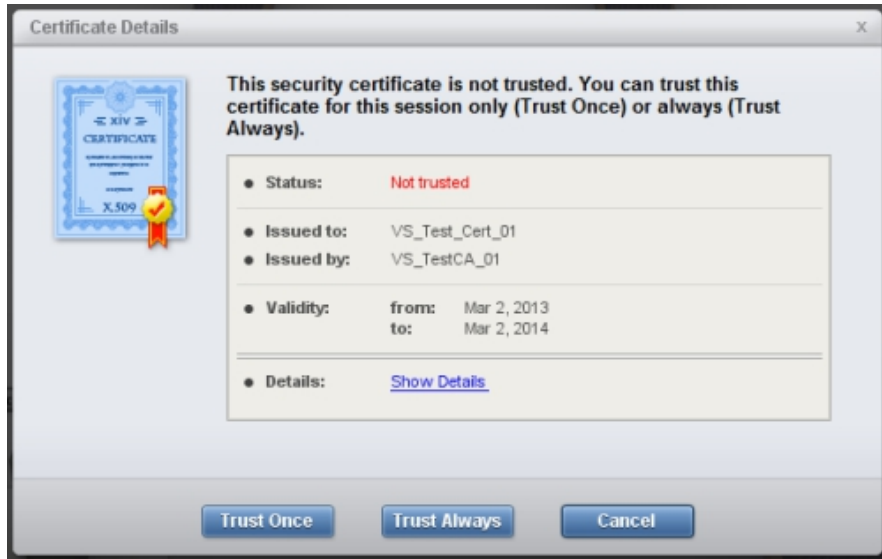 Certificate Details
x
This security certificate is not trusted. You can trust this
certificate for this session only (Trust Once) or always (Trust
Always).
XIV
CERTIFICATE
X.509
Status: Not trusted
Issued to: VS_Test_Cert_01
Issued by: VS_TestCA_01
Validity: from: Mar 2, 2013
to: Mar 2, 2014
Details: Show Details
Trust Once Trust Always Cancel